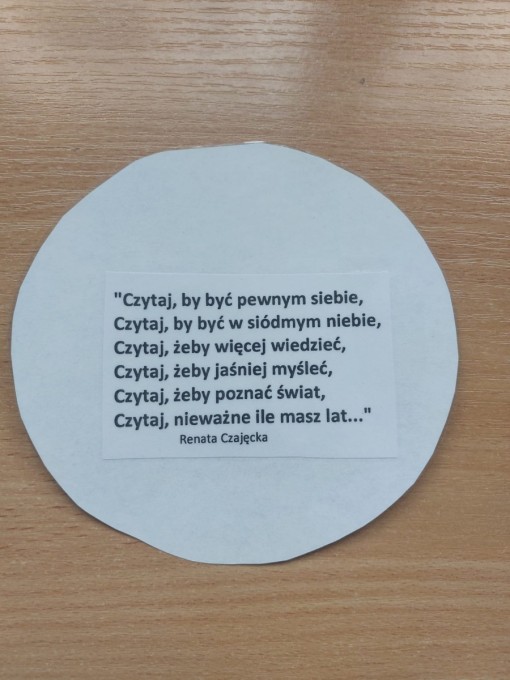 "Czytaj, by być pewnym siebie,
Czytaj, by być w siódmym niebie,
Czytaj, żeby więcej wiedzieć,
Czytaj, żeby jaśniej myśleć,
Czytaj, żeby poznać świat,
Czytaj, nieważne ile masz lat..."
Renata Czajęcka